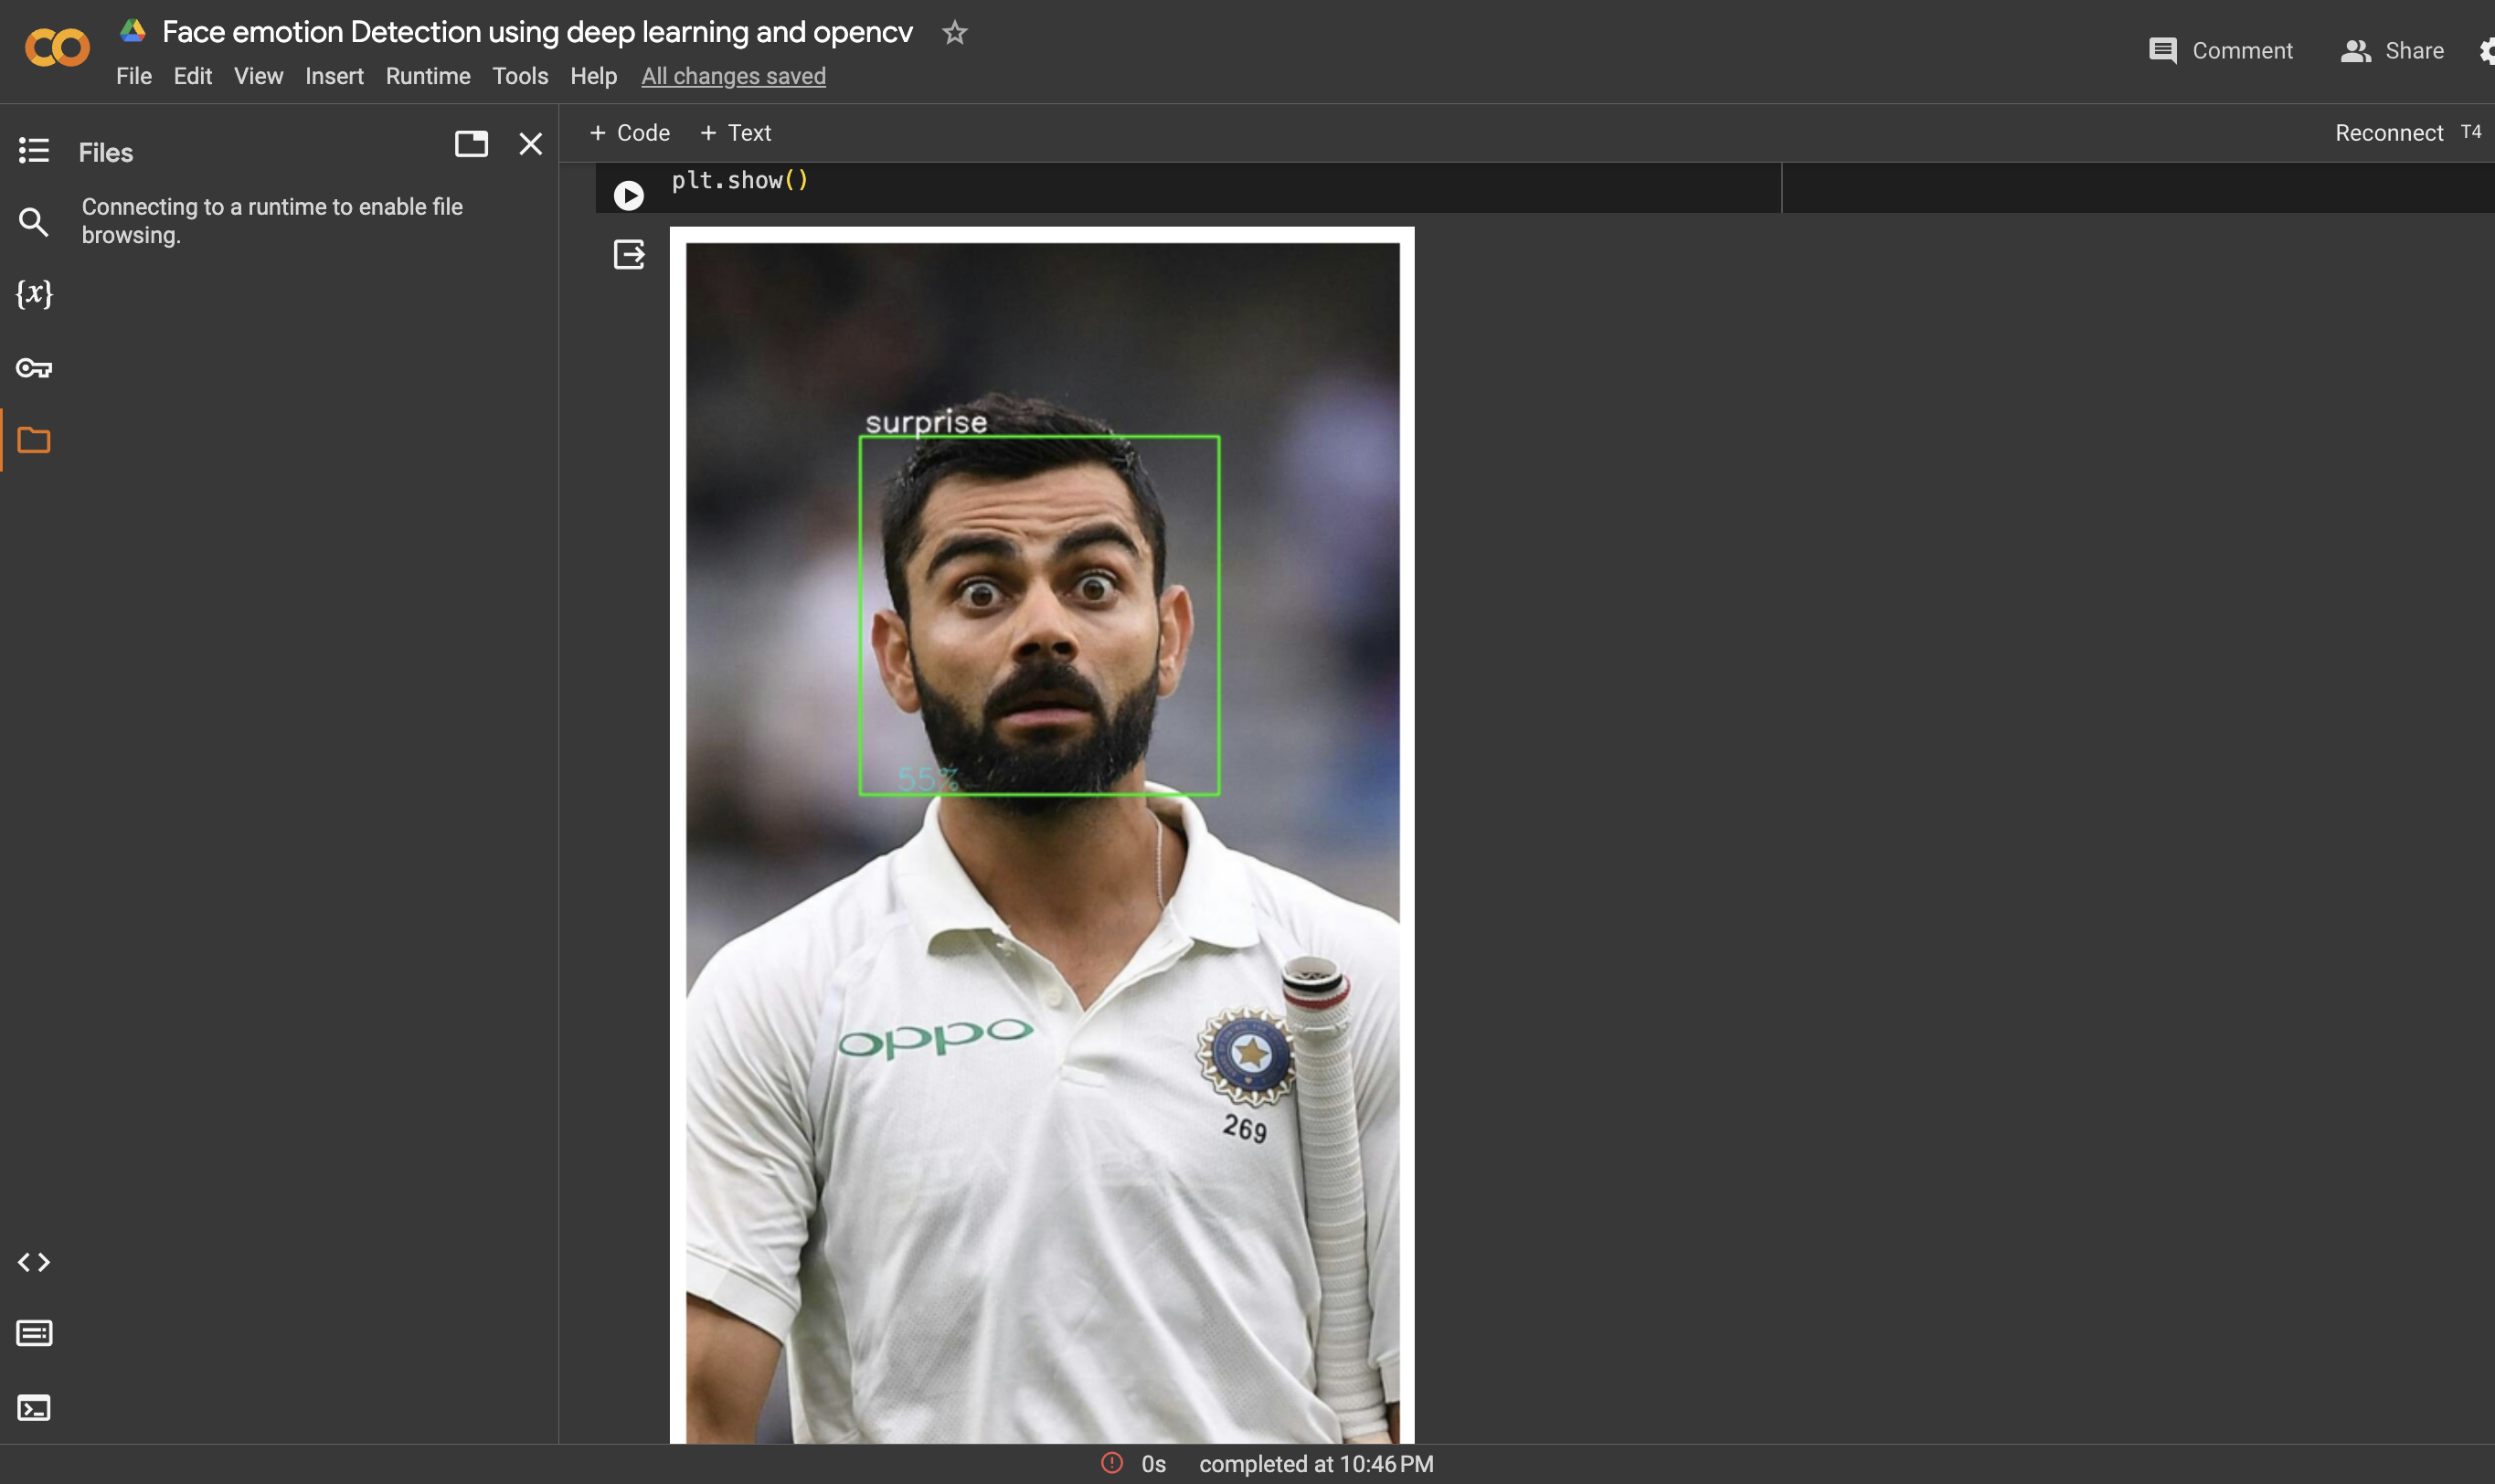 Face emotion Detection using deep learning and opencv
Comment
Share
File Edit View Insert Runtime Tools Help All changes saved
Files
+ Code + Text
Reconnect T4
Connecting to a runtime to enable file
browsing.
plt.show()
{x}
surprise
55%
oppo
269
0s completed at 10:46 PM